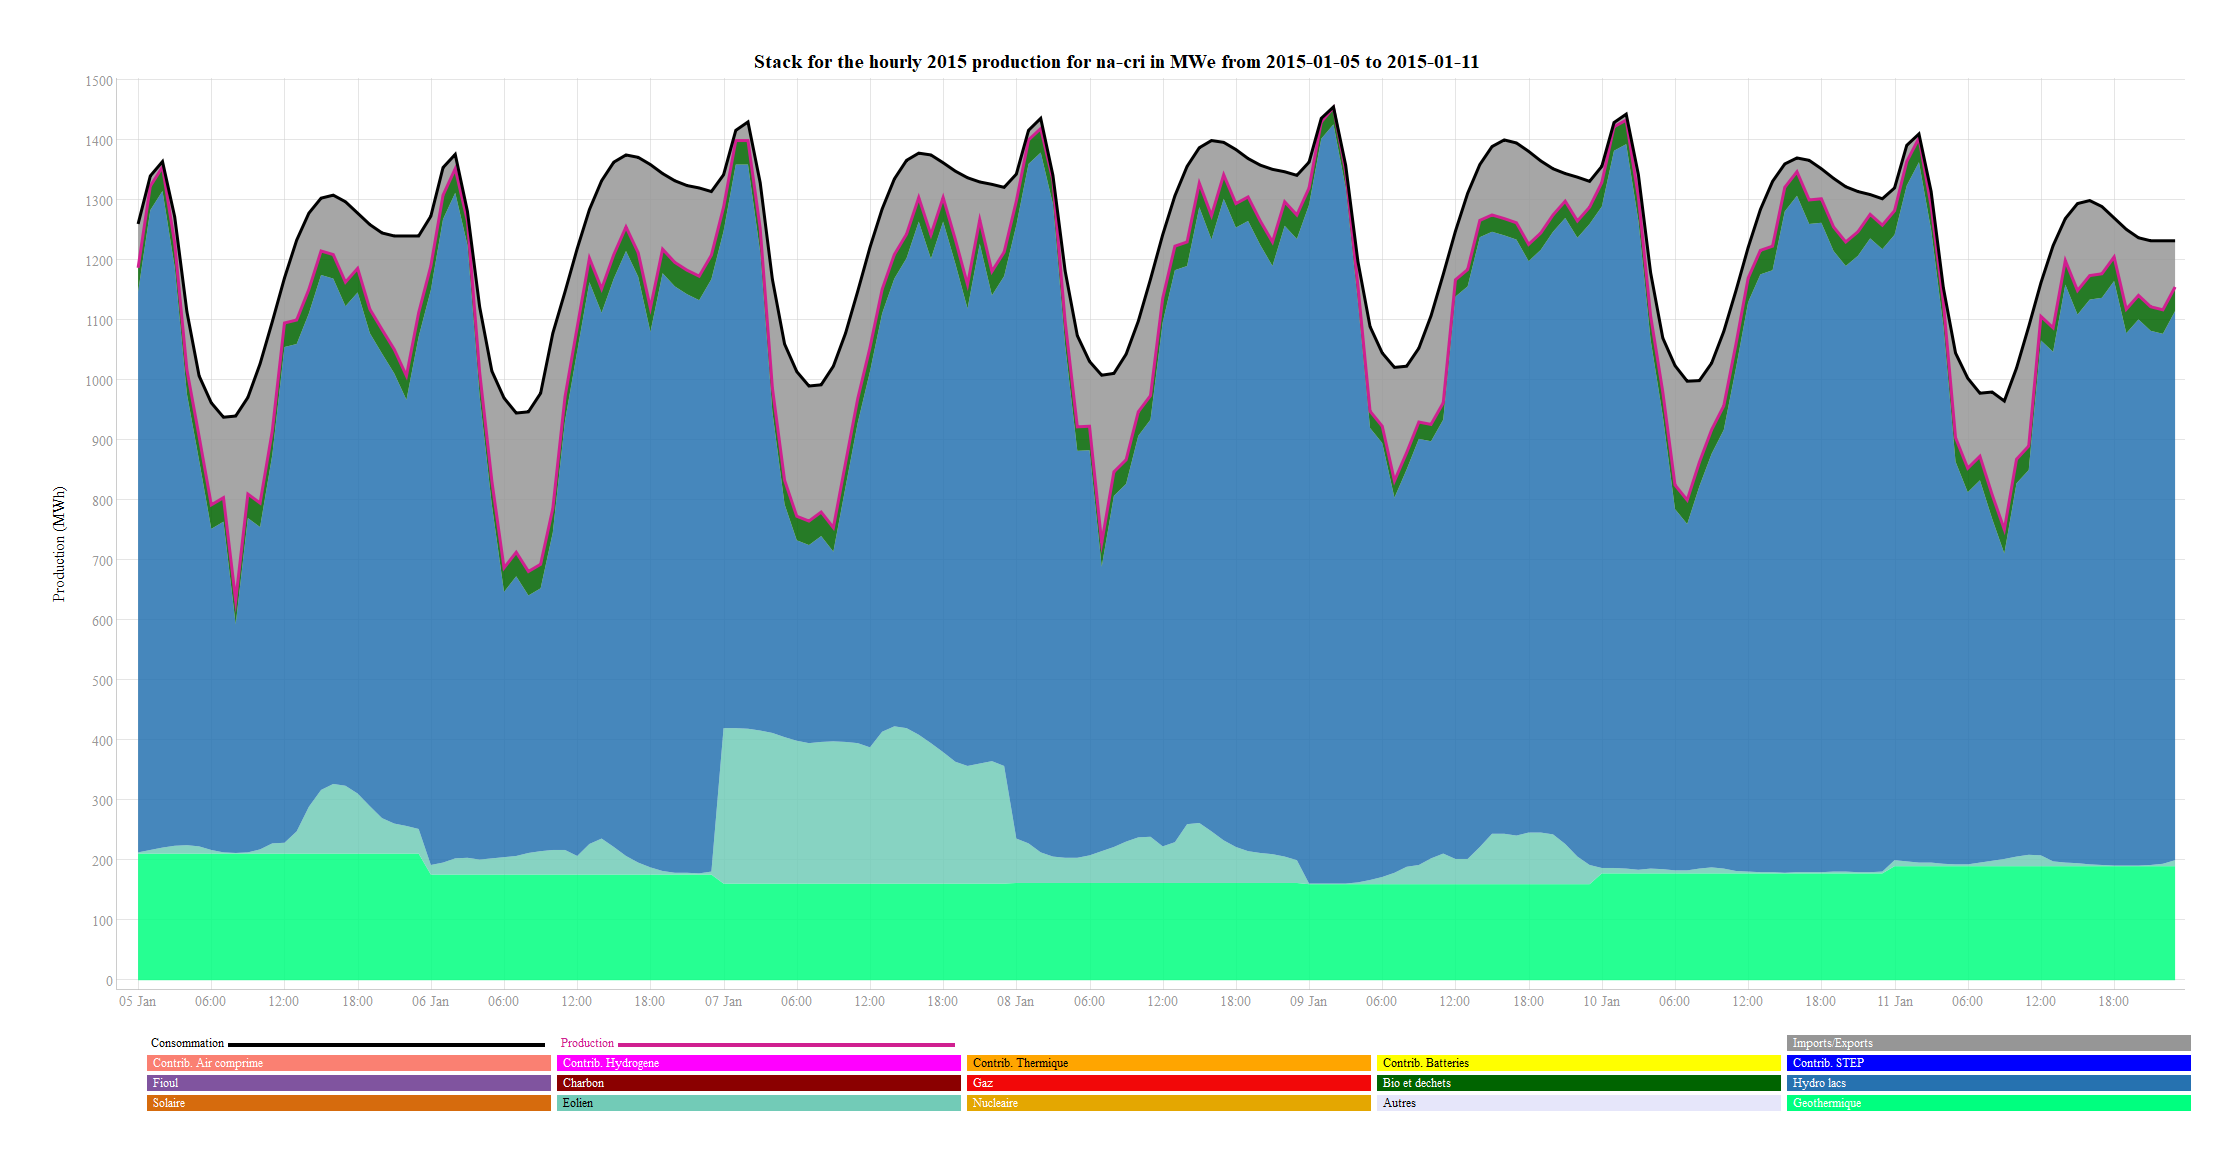 Stack for the hourly 2015 production for na-cri in MWe from 2015-01-05 to 2015-01-11
1500
1400
1300
1200
1100
1000
900
800
700
600
500
400
300
200
100
0
Production (MWh)
05 Jan 06:00 12:00 18:00 06 Jan 06:00 12:00 18:00 07 Jan 06:00 12:00 18:00 08 Jan 06:00 12:00 18:00 09 Jan 06:00 12:00 18:00 10 Jan 06:00 12:00 18:00 11 Jan 06:00 12:00 18:00
Consommation Production Imports/Exports
Contrib. Air comprime Contrib. Hydrogene Contrib. Thermique Contrib. Batteries Contrib. STEP
Fioul Charbon Gaz Bio et dechets Hydro lacs
Solaire Eolien Nucleaire Autres Geothermique